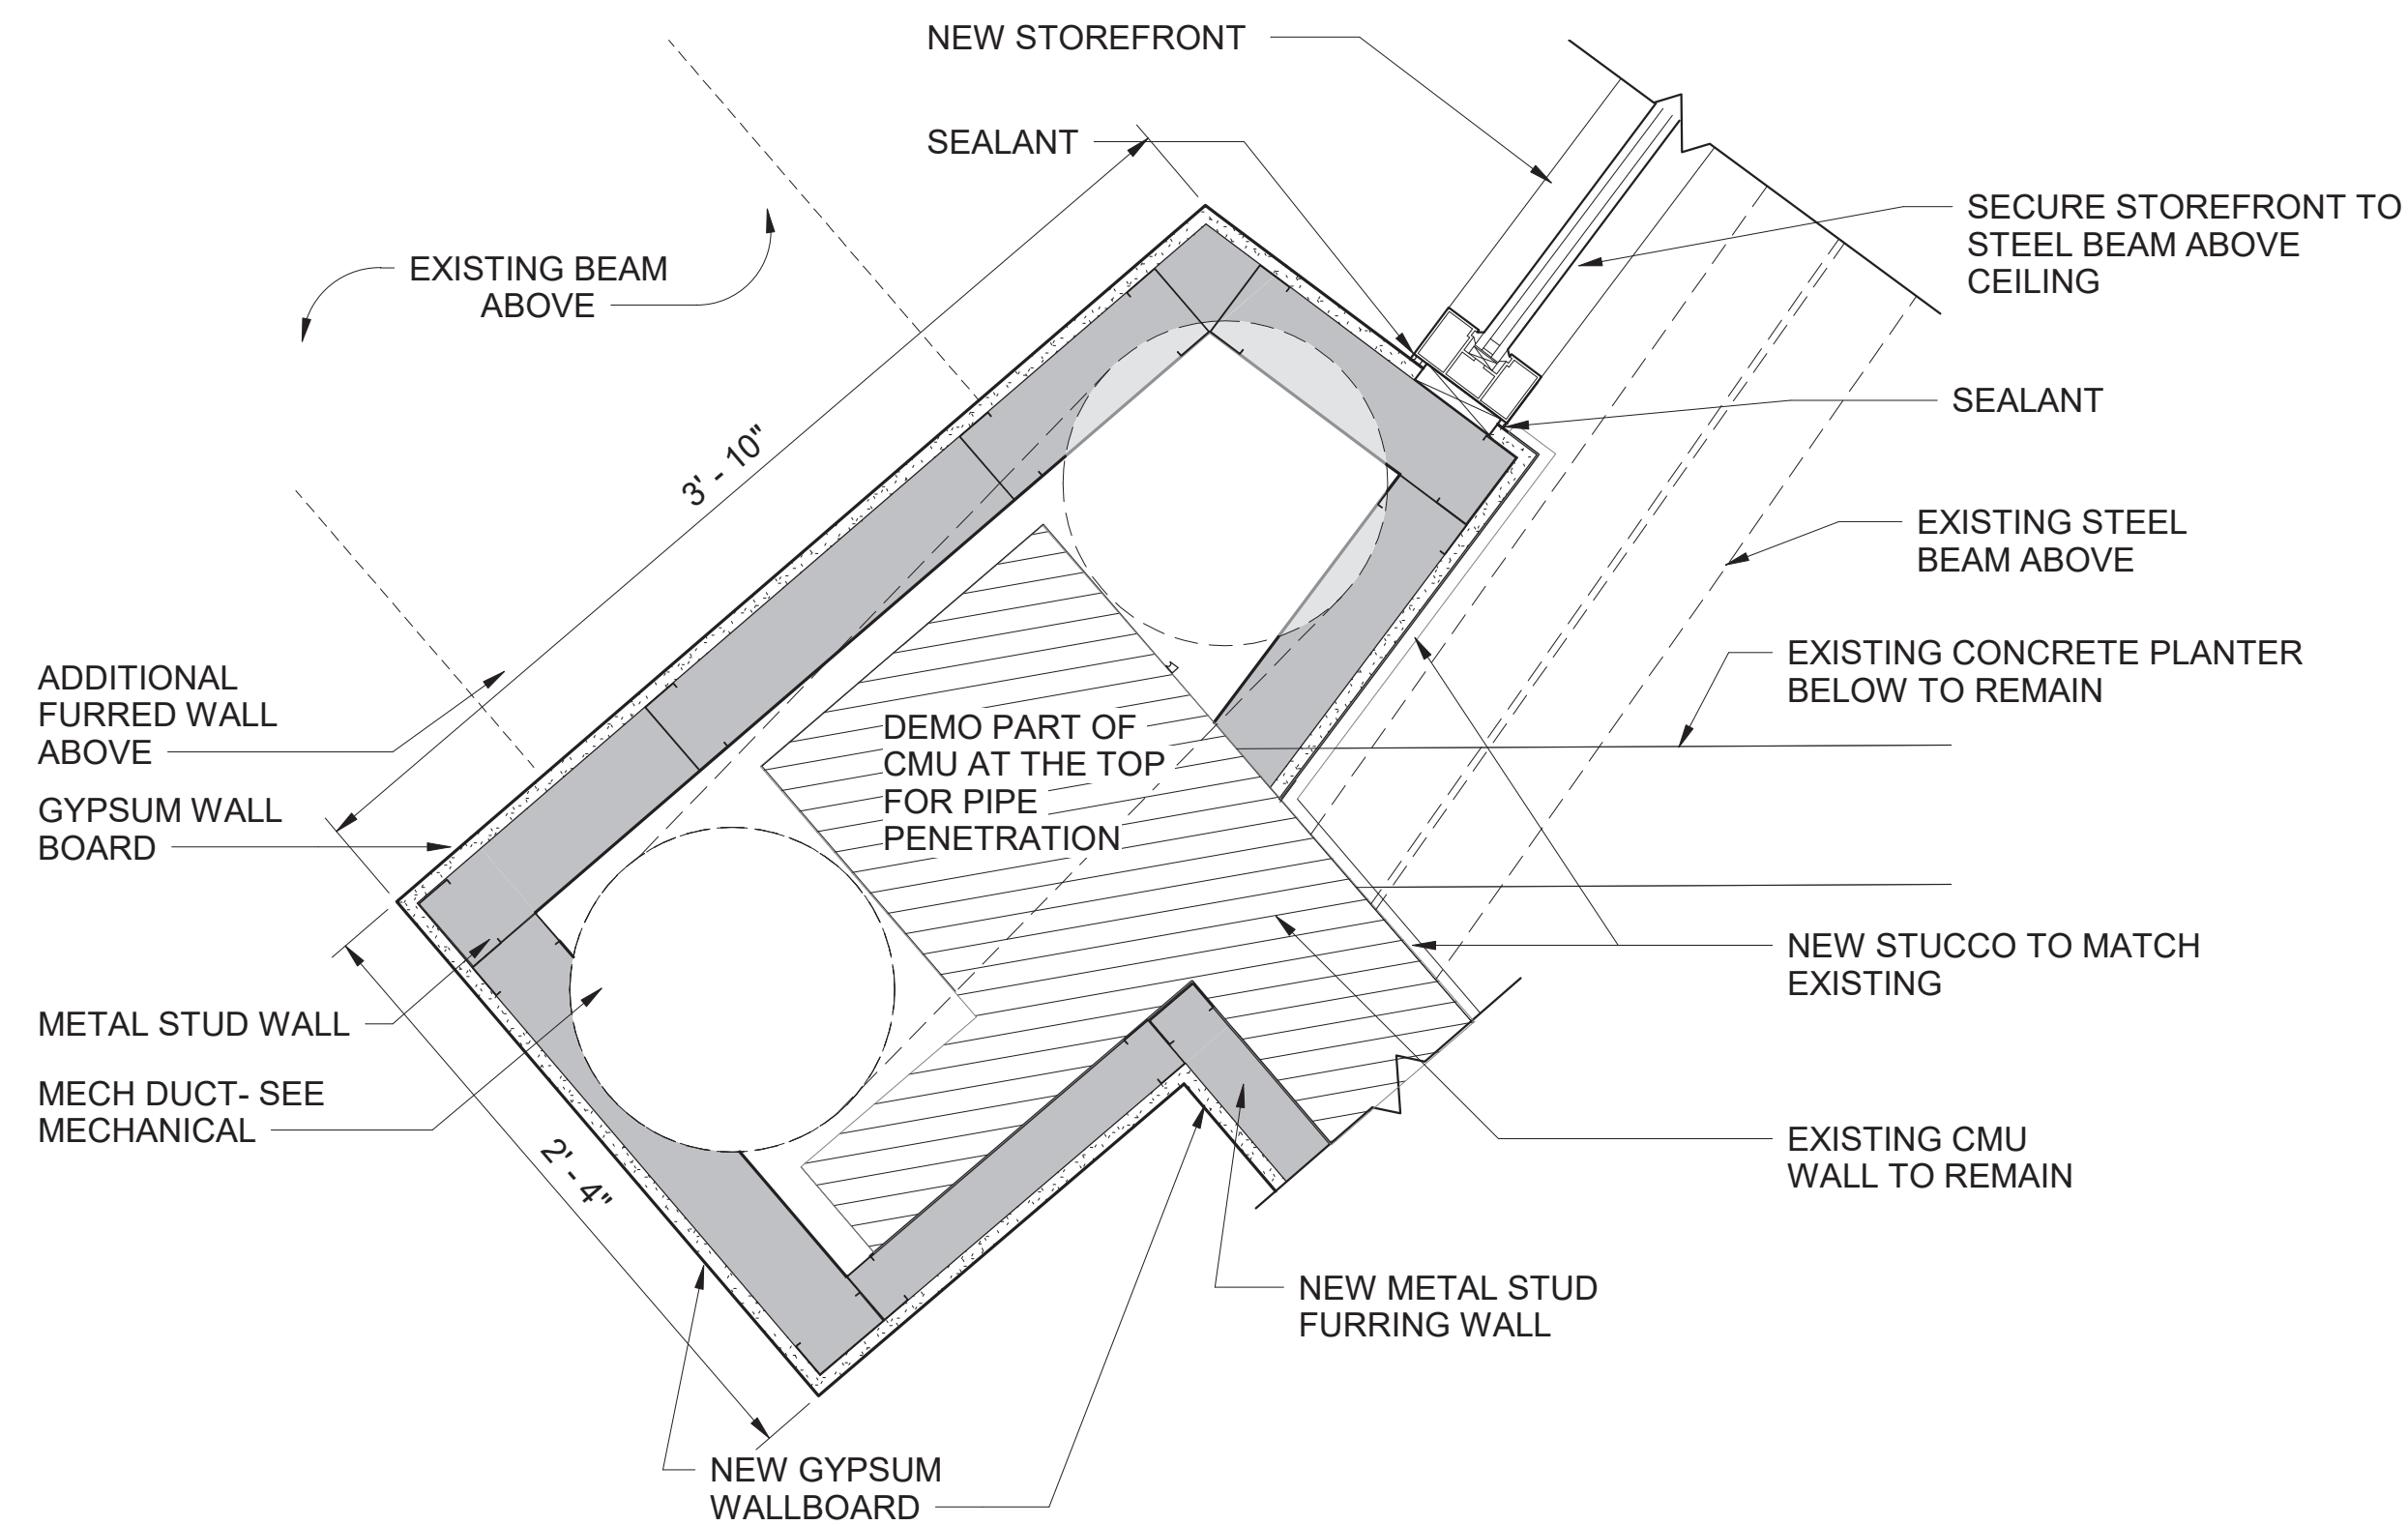 NEW STOREFRONT
SEALANT
SECURE STOREFRONT TO
STEEL BEAM ABOVE
CEILING
EXISTING BEAM
ABOVE
SEALANT
3' - 10"
EXISTING STEEL
BEAM ABOVE
EXISTING CONCRETE PLANTER
BELOW TO REMAIN
ADDITIONAL
FURRED WALL
ABOVE
DEMO PART OF
CMU AT THE TOP
FOR PIPE
PENETRATION
GYPSUM WALL
BOARD
NEW STUCCO TO MATCH
EXISTING
METAL STUD WALL
MECH DUCT- SEE
MECHANICAL
2' - 4"
EXISTING CMU
WALL TO REMAIN
NEW METAL STUD
FURRING WALL
NEW GYPSUM
WALLBOARD